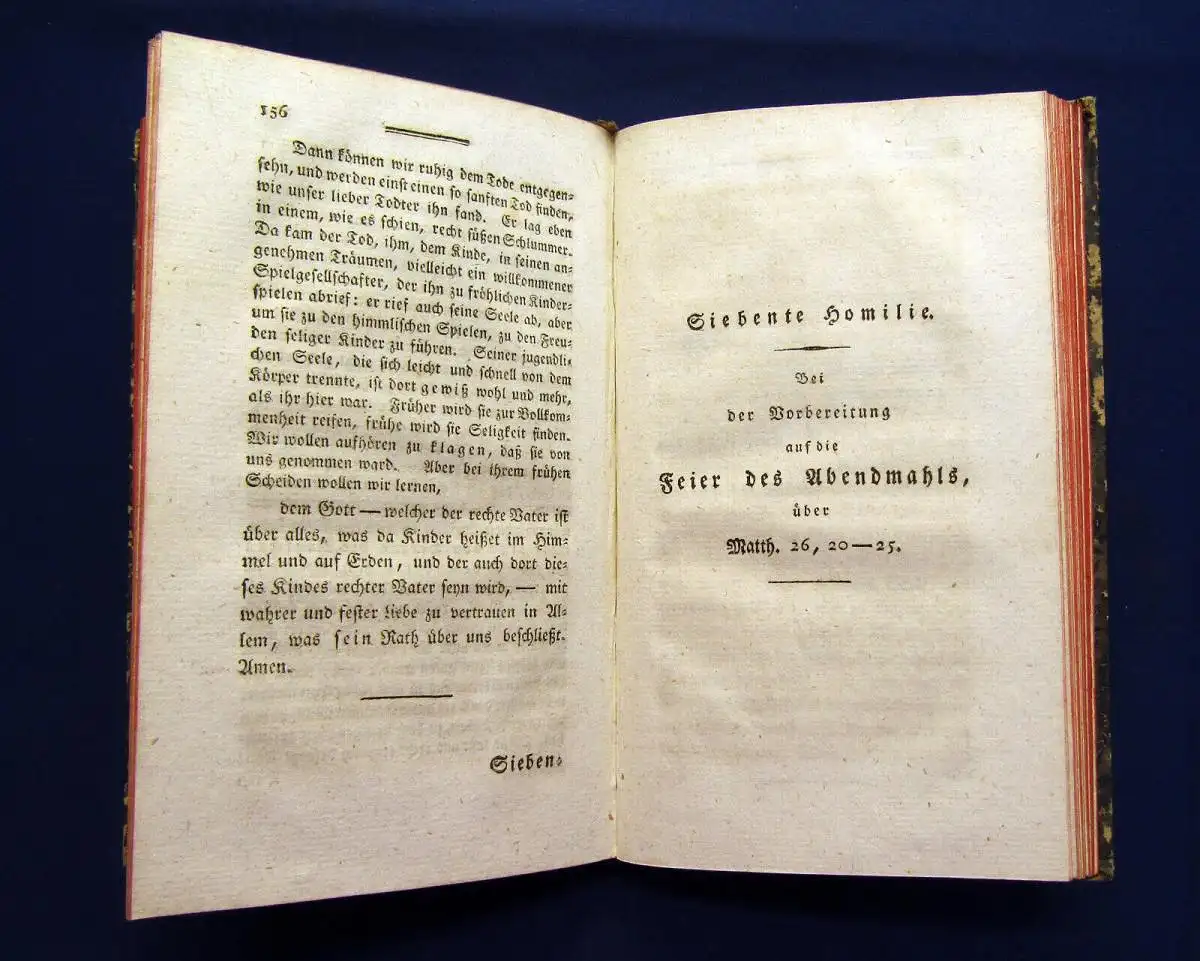 156
Dann können wir ruhig dem Tode entgegen-
sehn, und werden einst einen so sanften Tod finden,
wie unser lieber Todter ihn fand. Er lag eben
in einem, wie es schien, recht süßen Schlummer.
Da kam der Tod, ihm, dem Kinde, in seinen an-
genehmen Träumen, vielleicht ein willkommener
Spielgesellschafter, der ihn zu fröhlichen Kinder-
spielen abrief: er rief auch seine Seele ab, aber
um sie zu den himmlischen Spielen, zu den Freu-
den seliger Kinder zu führen. Seiner jugendli-
chen Seele, die sich leicht und schnell von dem
Körper trennte, ist dort gewiß wohl und mehr,
als ihr hier war. Früher wird sie zur Vollkom-
menheit reifen, frühe wird sie Seligkeit finden.
Wir wollen aufhören zu klagen, daß sie von
uns genommen ward. Aber bei ihrem frühen
Scheiden wollen wir lernen,
dem Gott — welcher der rechte Vater ist
über alles, was da Kinder heißet im Him-
mel und auf Erden, und der auch dort die-
ses Kindes rechter Vater seyn wird, — mit
wahrer und fester Liebe zu vertrauen in Al-
lem, was sein Rath über uns beschließt.
Amen.
Sieben-
Siebente Homilie.
Bei
der Vorbereitung
auf die
Feier des Abendmahls,
über
Matth. 26, 20—25.